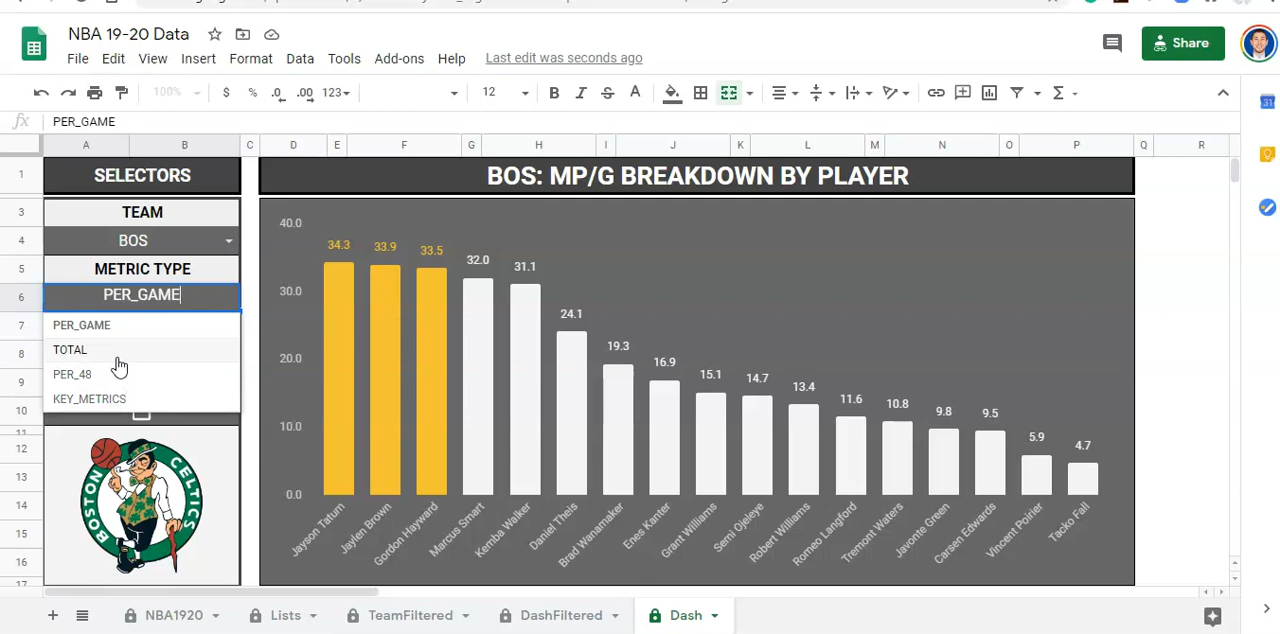 NBA 19-20 Data
Share
File Edit View Insert Format Data Tools Add-ons Help Last edit was seconds ago
100% $ % .0 .00 123 12 B I S A
fx PER_GAME
A B C D E F G H I J K L M N O P Q R
1 SELECTORS BOS: MP/G BREAKDOWN BY PLAYER
3 TEAM
4 BOS
5 METRIC TYPE
6 PER_GAME
7 PER_GAME
8 TOTAL
9 PER_48
KEY_METRICS
10
11
12
13
14
15
16
17
BOSTON CELTICS
40.0
30.0
20.0
10.0
0.0
34.3 33.9 33.5 32.0 31.1 24.1 19.3 16.9 15.1 14.7 13.4 11.6 10.8 9.8 9.5 5.9 4.7
Jayson Tatum
Jaylen Brown
Gordon Hayward
Marcus Smart
Kemba Walker
Daniel Theis
Brad Wanamaker
Enes Kanter
Grant Williams
Semi Ojeleye
Robert Williams
Romeo Langford
Tremont Waters
Javonte Green
Carsen Edwards
Vincent Poirier
Tacko Fall
NBA1920 Lists TeamFiltered DashFiltered Dash